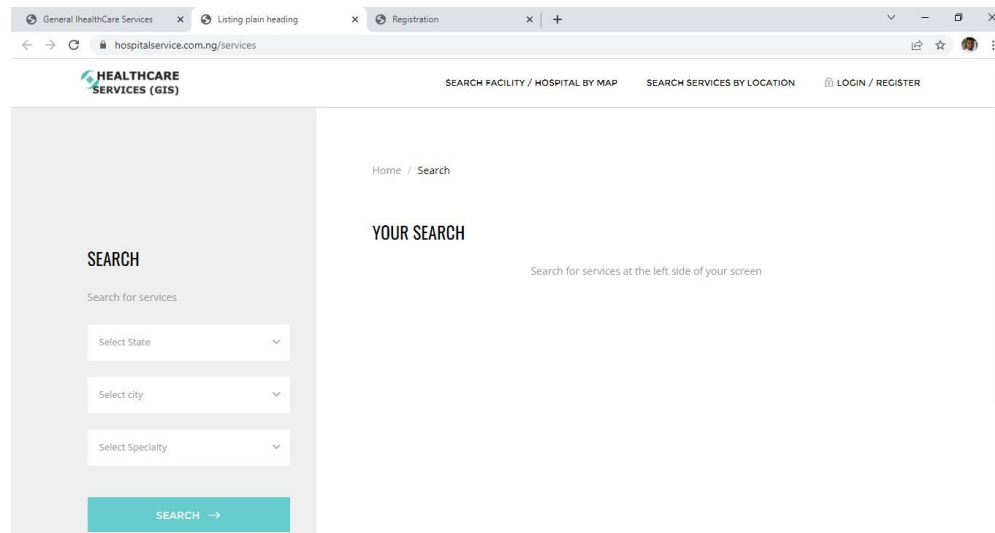 General IhealthCare Services
Listing plain heading
Registration
hospitalservice.com.ng/services
HEALTHCARE
SERVICES (GIS)
SEARCH FACILITY / HOSPITAL BY MAP
SEARCH SERVICES BY LOCATION
LOGIN / REGISTER
Home / Search
YOUR SEARCH
Search for services at the left side of your screen
SEARCH
Search for services
Select State
Select city
Select Specialty
SEARCH →